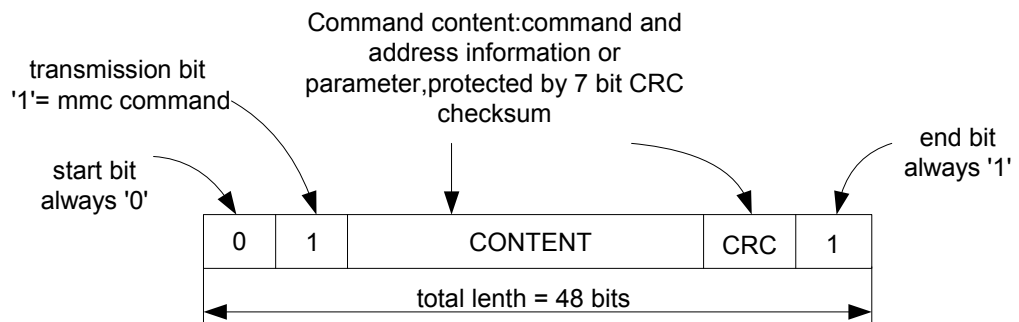 Command content:command and
address information or
parameter,protected by 7 bit CRC
checksum
transmission bit
'1'= mmc command
start bit
always '0'
end bit
always '1'
0 1 CONTENT CRC 1
total lenth = 48 bits